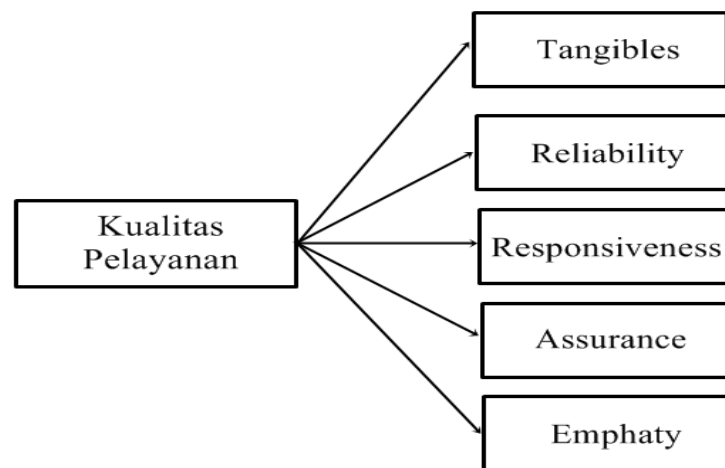 Tangibles
Reliability
Kualitas
Pelayanan
Responsiveness
Assurance
Emphaty